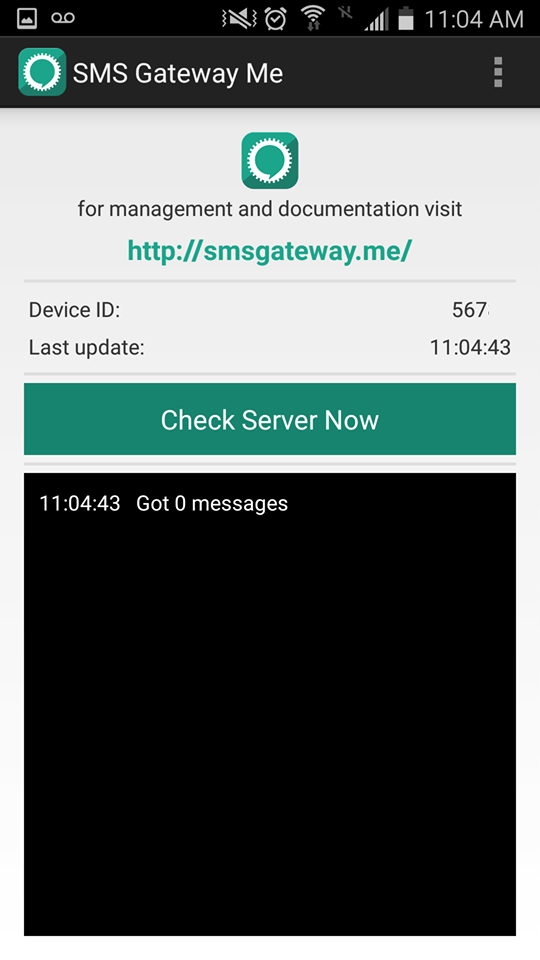 11:04 AM
SMS Gateway Me
for management and documentation visit
http://smsgateway.me/
Device ID: 567
Last update: 11:04:43
Check Server Now
11:04:43 Got 0 messages